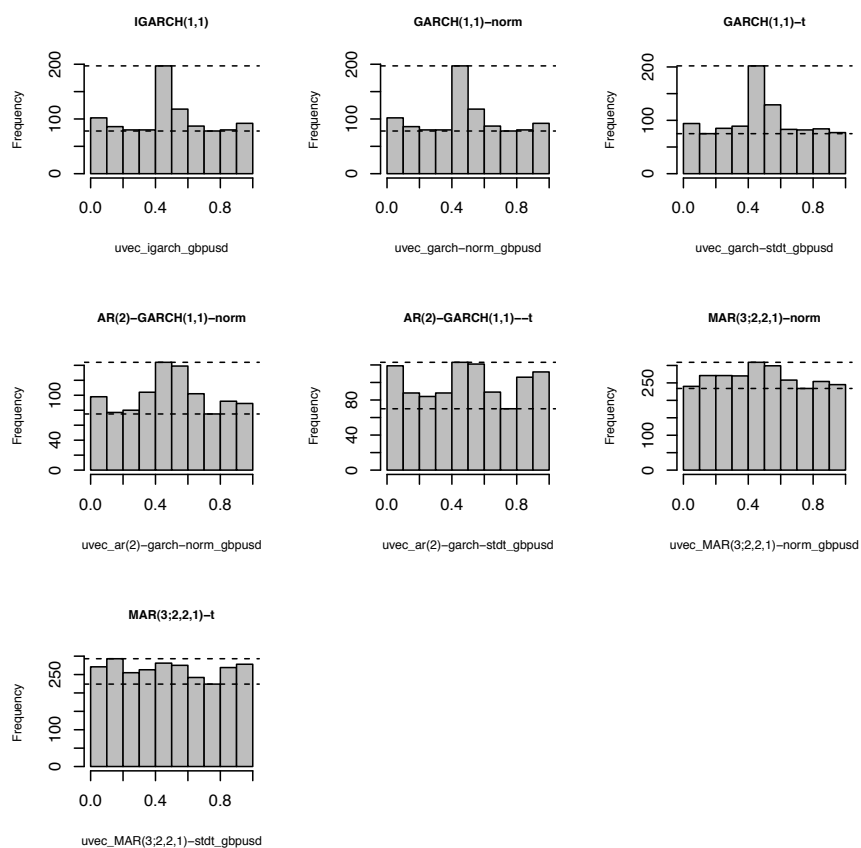 IGARCH(1,1)
Frequency
200
100
0
0.0 0.4 0.8
uvec_igarch_gbpusd
GARCH(1,1)−norm
Frequency
200
100
0
0.0 0.4 0.8
uvec_garch−norm_gbpusd
GARCH(1,1)−t
Frequency
200
100
0
0.0 0.4 0.8
uvec_garch−stdt_gbpusd
AR(2)−GARCH(1,1)−norm
Frequency
100
40
0
0.0 0.4 0.8
uvec_ar(2)−garch−norm_gbpusd
AR(2)−GARCH(1,1)−−t
Frequency
80
40
0
0.0 0.4 0.8
uvec_ar(2)−garch−stdt_gbpusd
MAR(3;2,2,1)−norm
Frequency
250
100
0
0.0 0.4 0.8
uvec_MAR(3;2,2,1)−norm_gbpusd
MAR(3;2,2,1)−t
Frequency
250
100
0
0.0 0.4 0.8
uvec_MAR(3;2,2,1)−stdt_gbpusd